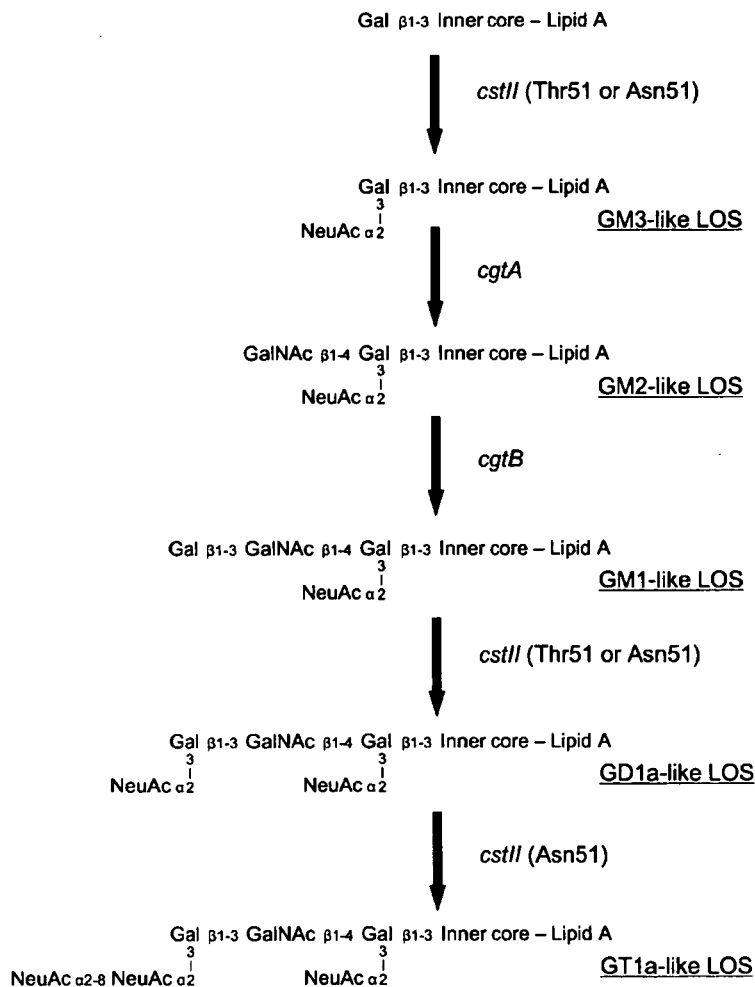 Gal β1-3 Inner core – Lipid A
cstII (Thr51 or Asn51)
Gal β1-3 Inner core – Lipid A
3
NeuAc α2
GM3-like LOS
cgtA
GalNAc β1-4 Gal β1-3 Inner core – Lipid A
3
NeuAc α2
GM2-like LOS
cgtB
Gal β1-3 GalNAc β1-4 Gal β1-3 Inner core – Lipid A
3
NeuAc α2
GM1-like LOS
cstII (Thr51 or Asn51)
Gal β1-3 GalNAc β1-4 Gal β1-3 Inner core – Lipid A
3 3
NeuAc α2 NeuAc α2
GD1a-like LOS
cstII (Asn51)
Gal β1-3 GalNAc β1-4 Gal β1-3 Inner core – Lipid A
3 3
NeuAc α2-8 NeuAc α2 NeuAc α2
GT1a-like LOS